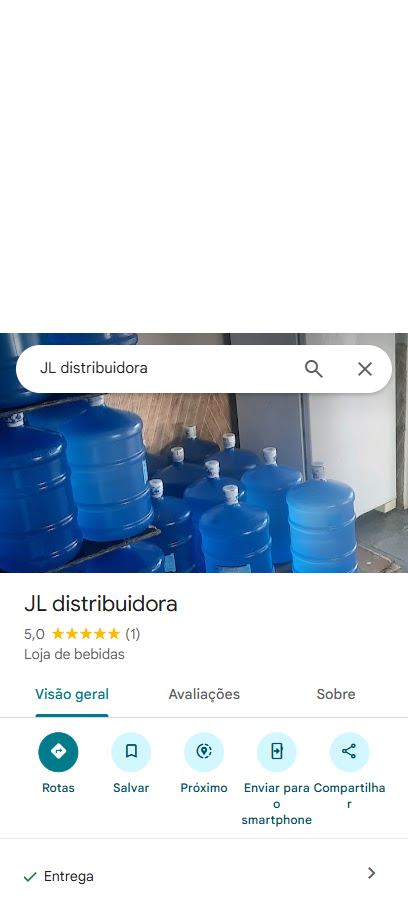 JL distribuidora
JL distribuidora
5,0 (1)
Loja de bebidas
Visão geral Avaliações Sobre
Rotas Salvar Próximo Enviar para o smartphone Compartilhar
Entrega